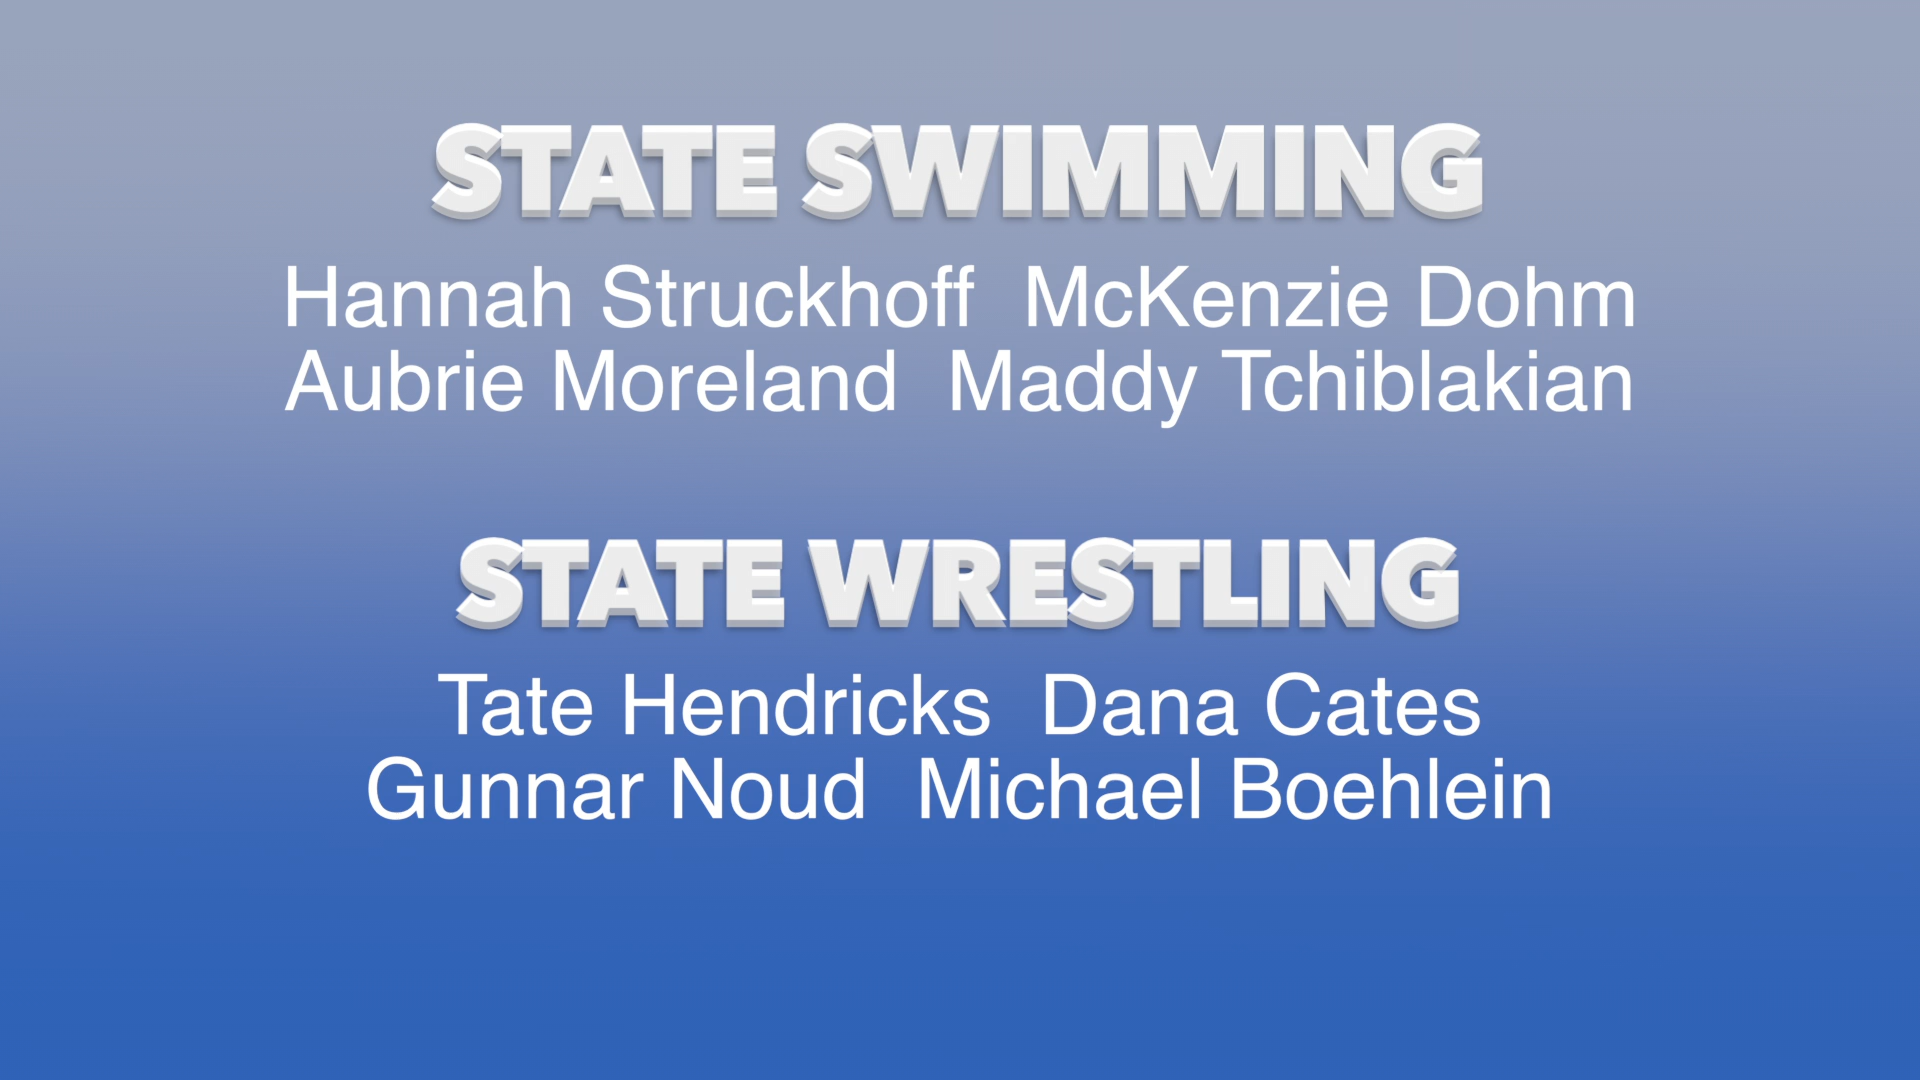 STATE SWIMMING
Hannah Struckhoff  McKenzie Dohm
Aubrie Moreland  Maddy Tchiblakian
STATE WRESTLING
Tate Hendricks  Dana Cates
Gunnar Noud  Michael Boehlein